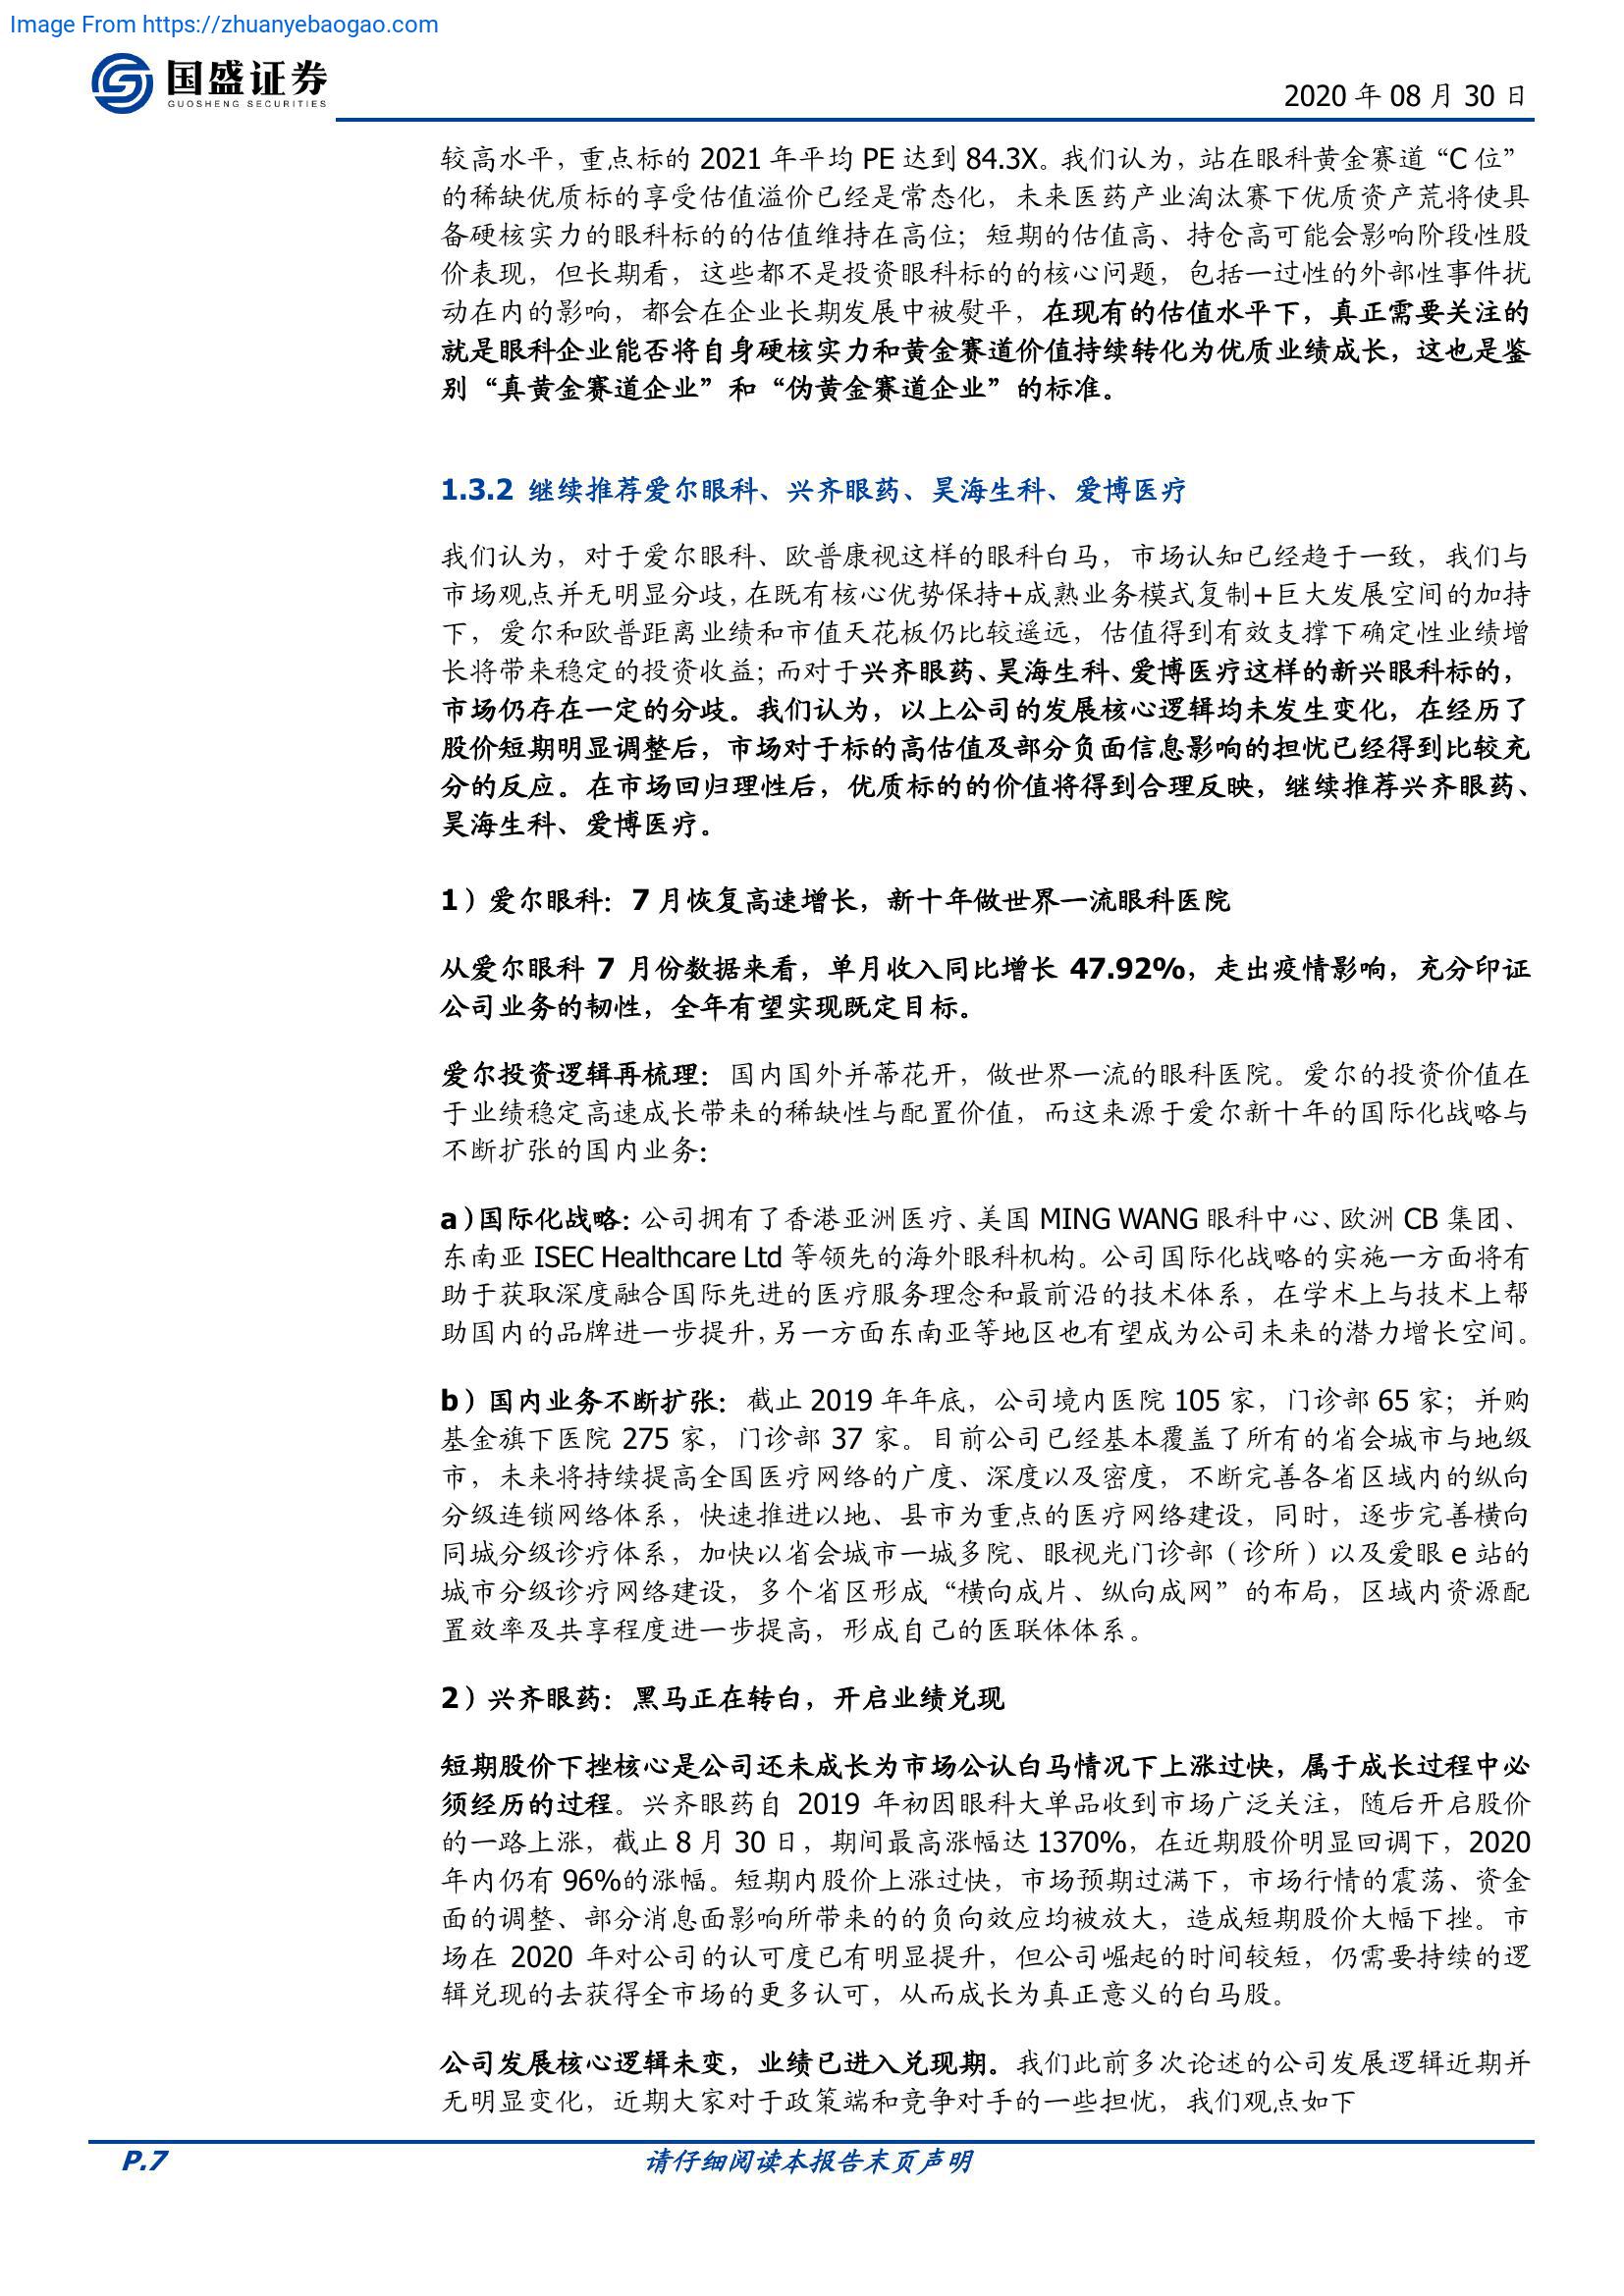 Image From https://zhuanyebaogao.com
国盛证券
GUOSHENG SECURITIES
2020 年 08 月 30 日
较高水平，重点标的 2021 年平均 PE 达到 84.3X。我们认为，站在眼科黄金赛道“C 位”
的稀缺优质标的享受估值溢价已经是常态化，未来医药产业淘汰赛下优质资产荒将使具
备硬核实力的眼科标的的估值维持在高位；短期的估值高、持仓高可能会影响阶段性股
价表现，但长期看，这些都不是投资眼科标的的核心问题，包括一过性的外部性事件扰
动在内的影响，都会在企业长期发展中被熨平，在现有的估值水平下，真正需要关注的
就是眼科企业能否将自身硬核实力和黄金赛道价值持续转化为优质业绩成长，这也是鉴
别“真黄金赛道企业”和“伪黄金赛道企业”的标准。
1.3.2 继续推荐爱尔眼科、兴齐眼药、昊海生科、爱博医疗
我们认为，对于爱尔眼科、欧普康视这样的眼科白马，市场认知已经趋于一致，我们与
市场观点并无明显分歧，在既有核心优势保持+成熟业务模式复制+巨大发展空间的加持
下，爱尔和欧普距离业绩和市值天花板仍比较遥远，估值得到有效支撑下确定性业绩增
长将带来稳定的投资收益；而对于兴齐眼药、昊海生科、爱博医疗这样的新兴眼科标的，
市场仍存在一定的分歧。我们认为，以上公司的发展核心逻辑均未发生变化，在经历了
股价短期明显调整后，市场对于标的高估值及部分负面信息影响的担忧已经得到比较充
分的反应。在市场回归理性后，优质标的的价值将得到合理反映，继续推荐兴齐眼药、
昊海生科、爱博医疗。
1）爱尔眼科：7 月恢复高速增长，新十年做世界一流眼科医院
从爱尔眼科 7 月份数据来看，单月收入同比增长 47.92%，走出疫情影响，充分印证
公司业务的韧性，全年有望实现既定目标。
爱尔投资逻辑再梳理：国内国外并蒂花开，做世界一流的眼科医院。爱尔的投资价值在
于业绩稳定高速成长带来的稀缺性与配置价值，而这来源于爱尔新十年的国际化战略与
不断扩张的国内业务：
a）国际化战略：公司拥有了香港亚洲医疗、美国 MING WANG 眼科中心、欧洲 CB 集团、
东南亚 ISEC Healthcare Ltd 等领先的海外眼科机构。公司国际化战略的实施一方面将有
助于获取深度融合国际先进的医疗服务理念和最前沿的技术体系，在学术上与技术上帮
助国内的品牌进一步提升，另一方面东南亚等地区也有望成为公司未来的潜力增长空间。
b）国内业务不断扩张：截止 2019 年年底，公司境内医院 105 家，门诊部 65 家；并购
基金旗下医院 275 家，门诊部 37 家。目前公司已经基本覆盖了所有的省会城市与地级
市，未来将持续提高全国医疗网络的广度、深度以及密度，不断完善各省区域内的纵向
分级连锁网络体系，快速推进以地、县市为重点的医疗网络建设，同时，逐步完善横向
同城分级诊疗体系，加快以省会城市一城多院、眼视光门诊部（诊所）以及爱眼 e 站的
城市分级诊疗网络建设，多个省区形成“横向成片、纵向成网”的布局，区域内资源配
置效率及共享程度进一步提高，形成自己的医联体体系。
2）兴齐眼药：黑马正在转白，开启业绩兑现
短期股价下挫核心是公司还未成长为市场公认白马情况下上涨过快，属于成长过程中必
须经历的过程。兴齐眼药自 2019 年初因眼科大单品收到市场广泛关注，随后开启股价
的一路上涨，截止 8 月 30 日，期间最高涨幅达 1370%，在近期股价明显回调下，2020
年内仍有 96%的涨幅。短期内股价上涨过快，市场预期过满下，市场行情的震荡、资金
面的调整、部分消息面影响所带来的的负向效应均被放大，造成短期股价大幅下挫。市
场在 2020 年对公司的认可度已有明显提升，但公司崛起的时间较短，仍需要持续的逻
辑兑现的去获得全市场的更多认可，从而成长为真正意义的白马股。
公司发展核心逻辑未变，业绩已进入兑现期。我们此前多次论述的公司发展逻辑近期并
无明显变化，近期大家对于政策端和竞争对手的一些担忧，我们观点如下
P.7
请仔细阅读本报告末页声明